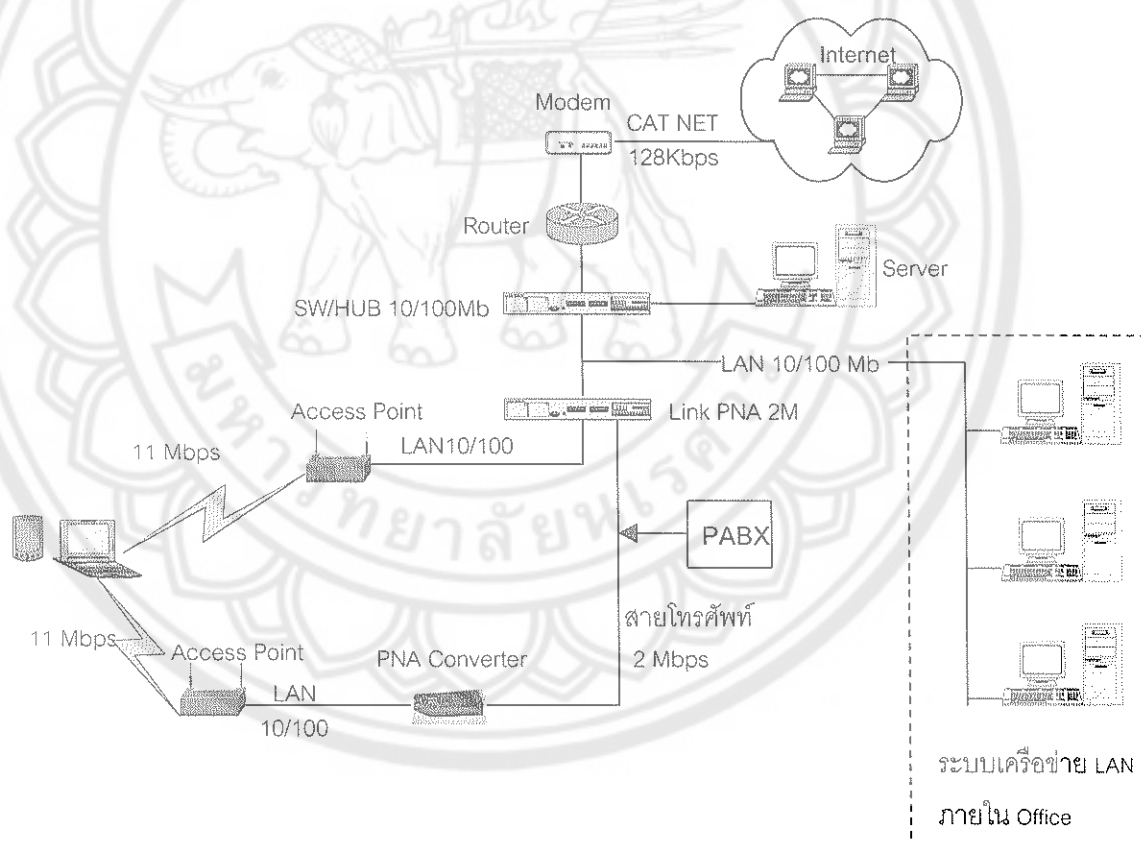 Internet
Modem
CAT NET
128Kbps
Router
Server
SW/HUB 10/100Mb
LAN 10/100 Mb
Access Point
Link PNA 2M
11 Mbps
LAN10/100
PABX
สายโทรศัพท์
11 Mbps
Access Point
PNA Converter
2 Mbps
LAN
10/100
ระบบเครือข่าย LAN
ภายใน Office